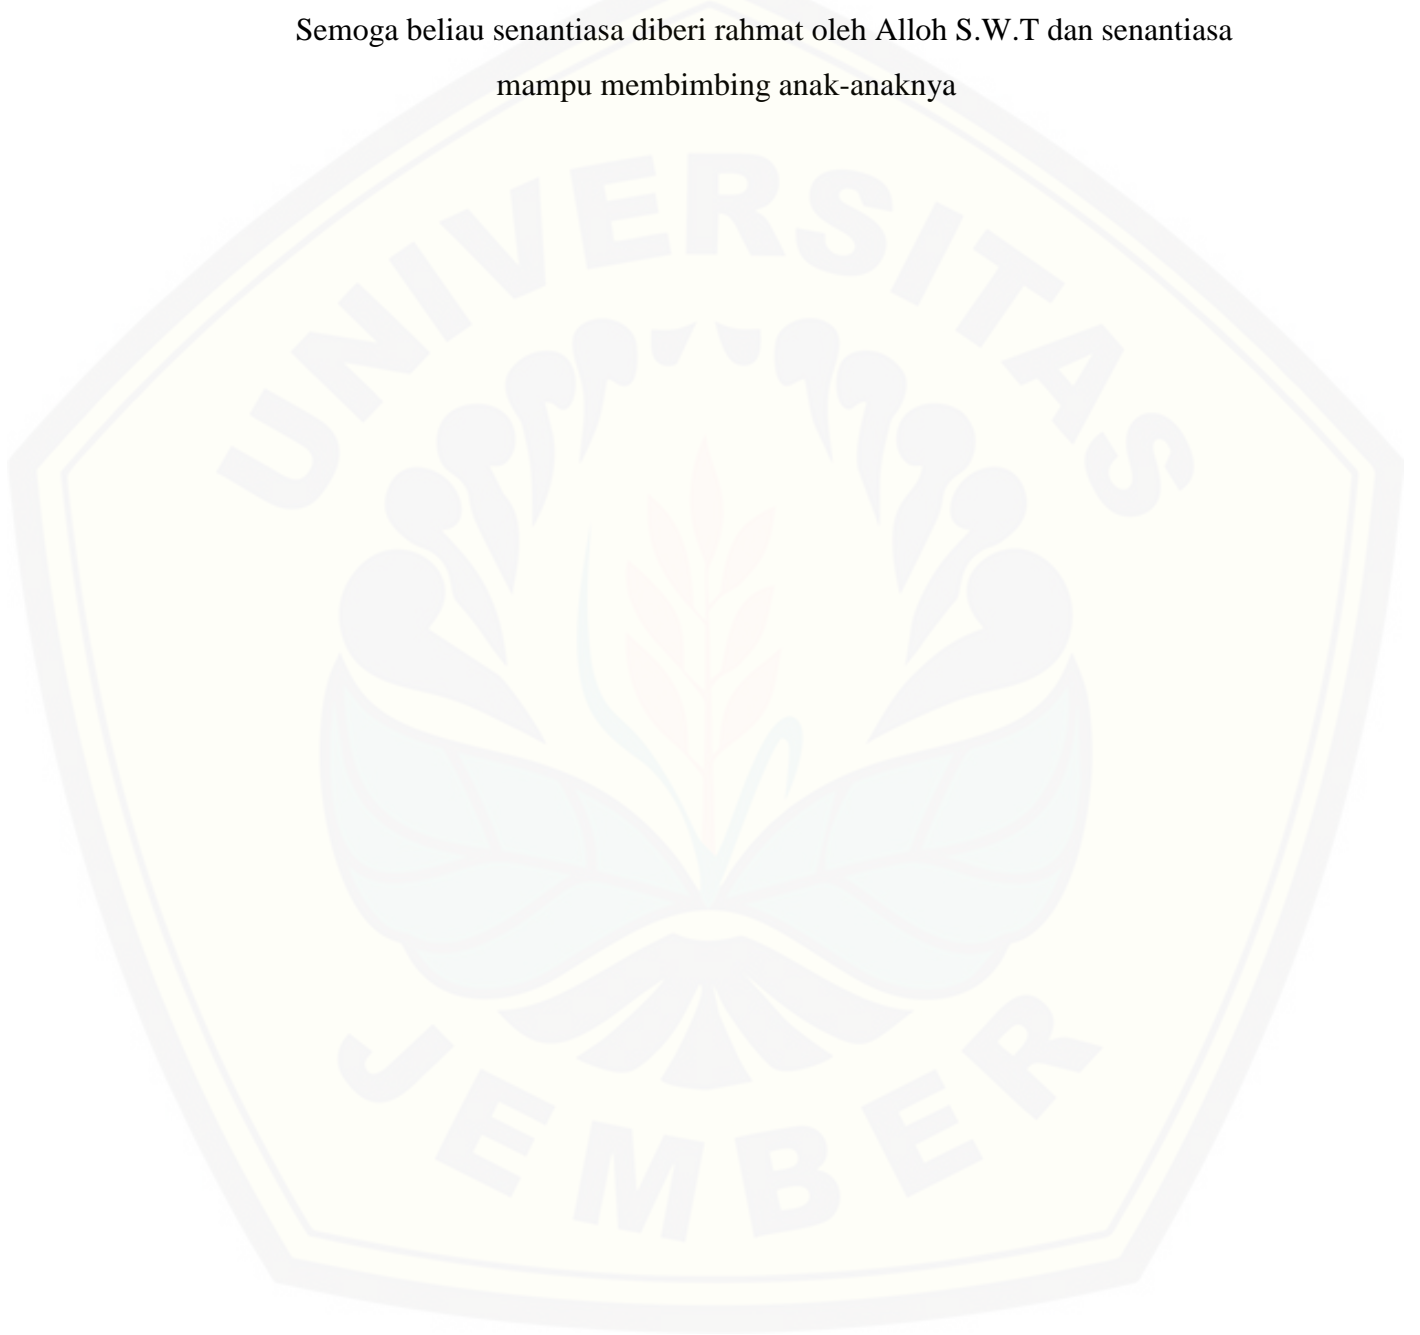 Semoga beliau senantiasa diberi rahmat oleh Alloh S.W.T dan senantiasa
mampu membimbing anak-anaknya
UNIVERSITAS
JEMBER